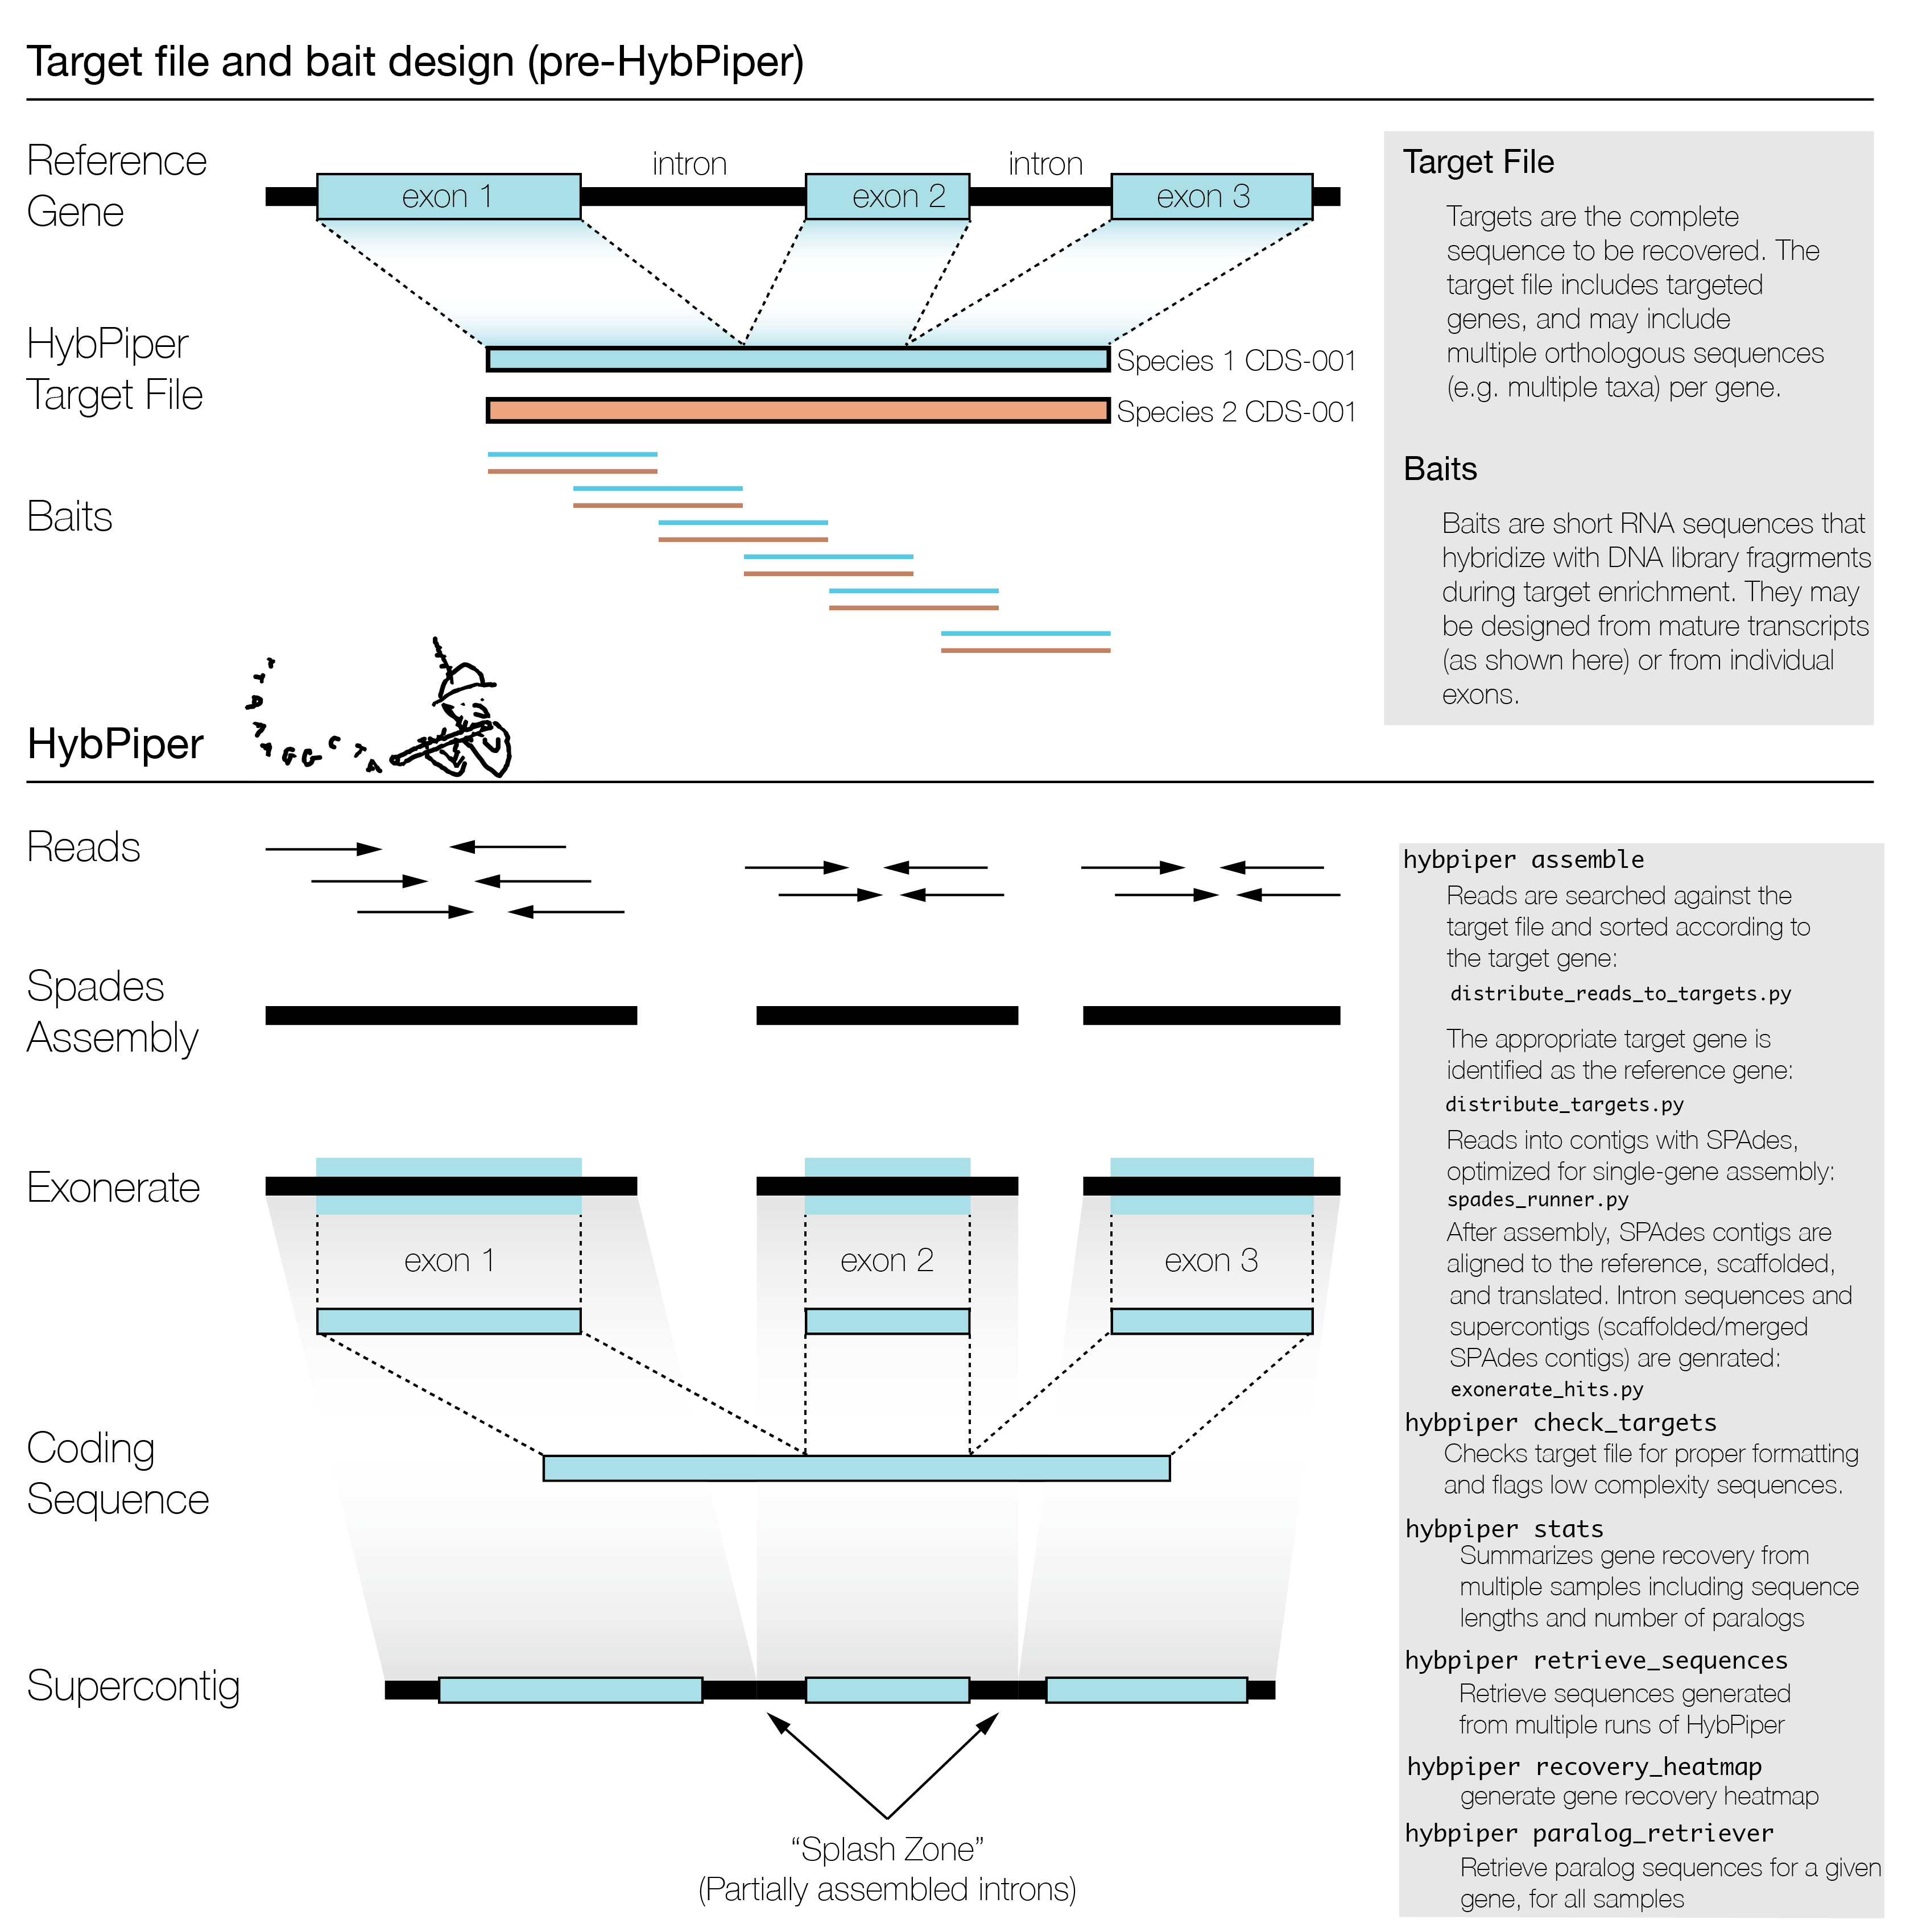 Target file and bait design (pre-HybPiper)
Reference
Gene
exon 1
intron
exon 2
intron
exon 3
HybPiper
Target File
Species 1 CDS-001
Species 2 CDS-001
Baits
Target File
Targets are the complete
sequence to be recovered. The
target file includes targeted
genes, and may include
multiple orthologous sequences
(e.g. multiple taxa) per gene.
Baits
Baits are short RNA sequences that
hybridize with DNA library fragrments
during target enrichment. They may
be designed from mature transcripts
(as shown here) or from individual
exons.
HybPiper
Reads
Spades
Assembly
Exonerate
exon 1
exon 2
exon 3
Coding
Sequence
Supercontig
“Splash Zone”
(Partially assembled introns)
hybpiper assemble
Reads are searched against the
target file and sorted according to
the target gene:
distribute_reads_to_targets.py
The appropriate target gene is
identified as the reference gene:
distribute_targets.py
Reads into contigs with SPAdes,
optimized for single-gene assembly:
spades_runner.py
After assembly, SPAdes contigs are
aligned to the reference, scaffolded,
and translated. Intron sequences and
supercontigs (scaffolded/merged
SPAdes contigs) are genrated:
exonerate_hits.py
hybpiper check_targets
Checks target file for proper formatting
and flags low complexity sequences.
hybpiper stats
Summarizes gene recovery from
multiple samples including sequence
lengths and number of paralogs
hybpiper retrieve_sequences
Retrieve sequences generated
from multiple runs of HybPiper
hybpiper recovery_heatmap
generate gene recovery heatmap
hybpiper paralog_retriever
Retrieve paralog sequences for a given
gene, for all samples